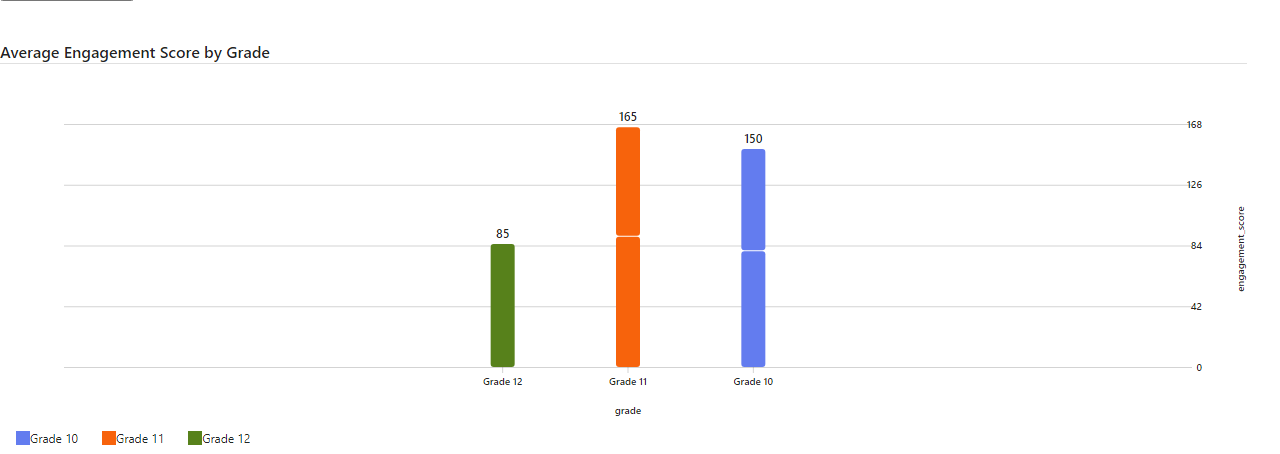 Average Engagement Score by Grade
165
168
150
126
85
84
42
0
engagement_score
Grade 12
Grade 11
Grade 10
grade
Grade 10
Grade 11
Grade 12